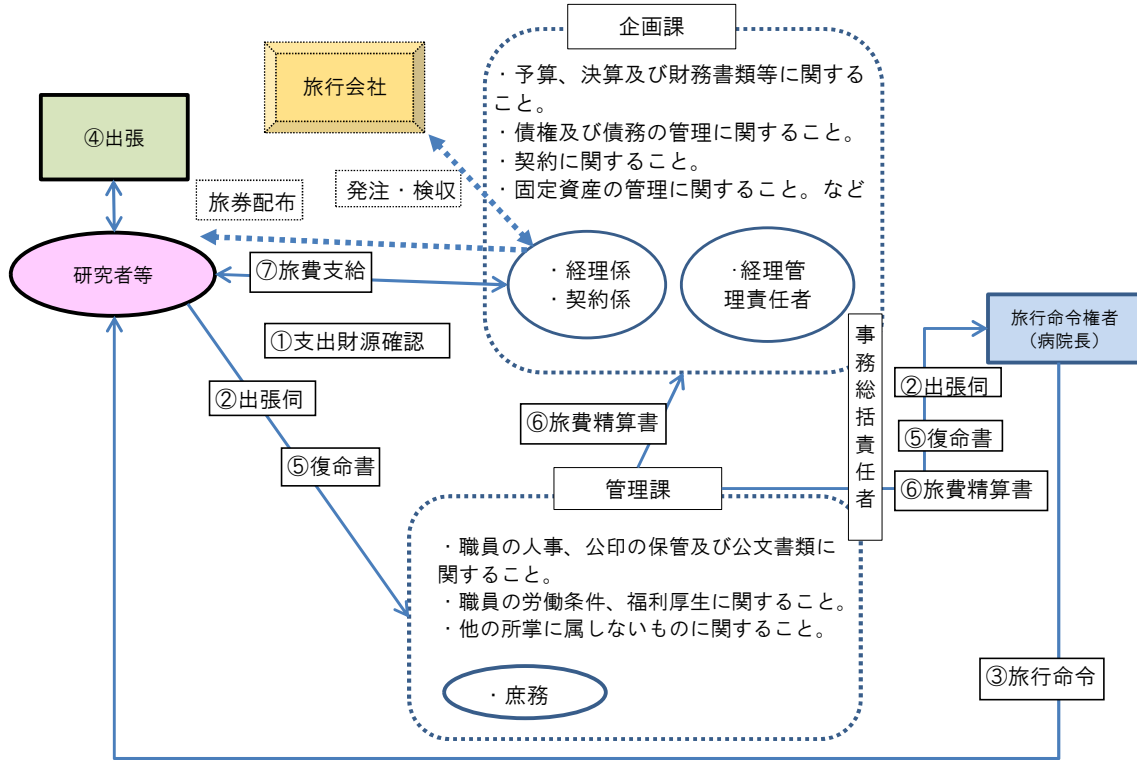 企画課
旅行会社
・予算、決算及び財務書類等に関する
こと。
・債権及び債務の管理に関すること。
・契約に関すること。
・固定資産の管理に関すること。など
④出張
発注・検収
旅券配布
研究者等
⑦旅費支給
・経理係
・契約係
・経理管
理責任者
①支出財源確認
事務総括責任者
旅行命令権者
（病院長）
②出張伺
②出張伺
⑥旅費精算書
⑤復命書
⑤復命書
管理課
⑥旅費精算書
・職員の人事、公印の保管及び公文書類に
関すること。
・職員の労働条件、福利厚生に関すること。
・他の所掌に属しないものに関すること。
③旅行命令
・庶務